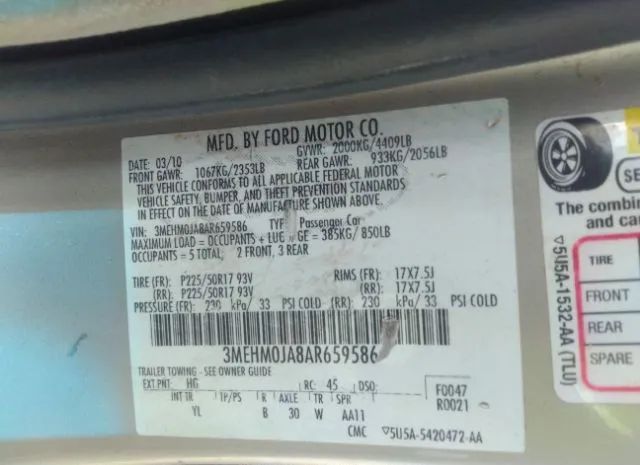 MFD. BY FORD MOTOR CO.
DATE: 03/10 GVWR: 2000KG/4409LB
FRONT GAWR: 1067KG/2353LB REAR GAWR: 933KG/2056LB
THIS VEHICLE CONFORMS TO ALL APPLICABLE FEDERAL MOTOR
VEHICLE SAFETY, BUMPER, AND THEFT PREVENTION STANDARDS
IN EFFECT ON THE DATE OF MANUFACTURE SHOWN ABOVE.
VIN: 3MEHM0JA8AR659586 TYP Passenger Car
MAXIMUM LOAD = OCCUPANTS + LUGGAGE = 385KG/ 850LB
OCCUPANTS = 5 TOTAL; 2 FRONT, 3 REAR
TIRE (FR): P225/50R17 93V RIMS (FR): 17X7.5J
(RR): P225/50R17 93V (RR): 17X7.5J
PRESSURE (FR): 230 kPa/ 33 PSI COLD (RR): 230 kPa/ 33 PSI COLD
3MEHM0JA8AR659586
TRAILER TOWING - SEE OWNER GUIDE
EXT PNT: HG RC: 45 DSO: F0047
INT TR TP/PS R AXLE TR SPR R0021
YL B 30 W AA11
CMC ▽5U5A-5420472-AA
The combin
and ca
TIRE
FRONT
REAR
SPARE
▽5U5A-1532-AA (TLU)